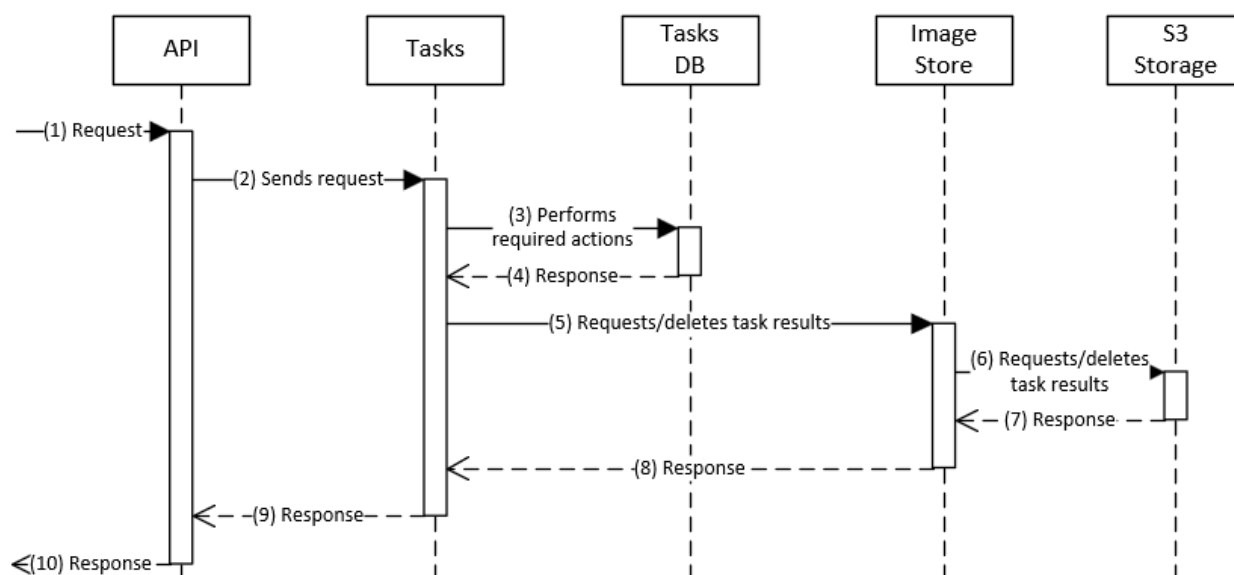 API
Tasks
Tasks
DB
Image
Store
S3
Storage
(1) Request
(2) Sends request
(3) Performs
required actions
(4) Response
(5) Requests/deletes task results
(6) Requests/deletes
task results
(7) Response
(8) Response
(9) Response
(10) Response